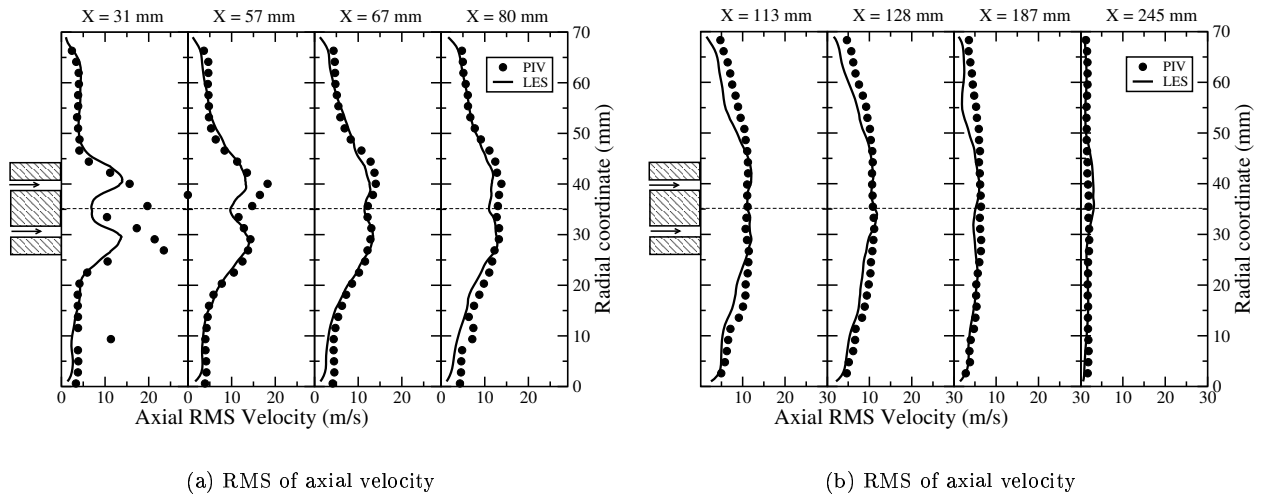 X = 31 mm X = 57 mm X = 67 mm X = 80 mm
PIV
LES
70
60
50
40
30
20
10
0
Radial coordinate (mm)
0 10 20 0 10 20 0 10 20 0 10 20
Axial RMS Velocity (m/s)
(a) RMS of axial velocity
X = 113 mm X = 128 mm X = 187 mm X = 245 mm
PIV
LES
70
60
50
40
30
20
10
0
Radial coordinate (mm)
10 20 30 10 20 30 10 20 30 10 20 30
Axial RMS Velocity (m/s)
(b) RMS of axial velocity